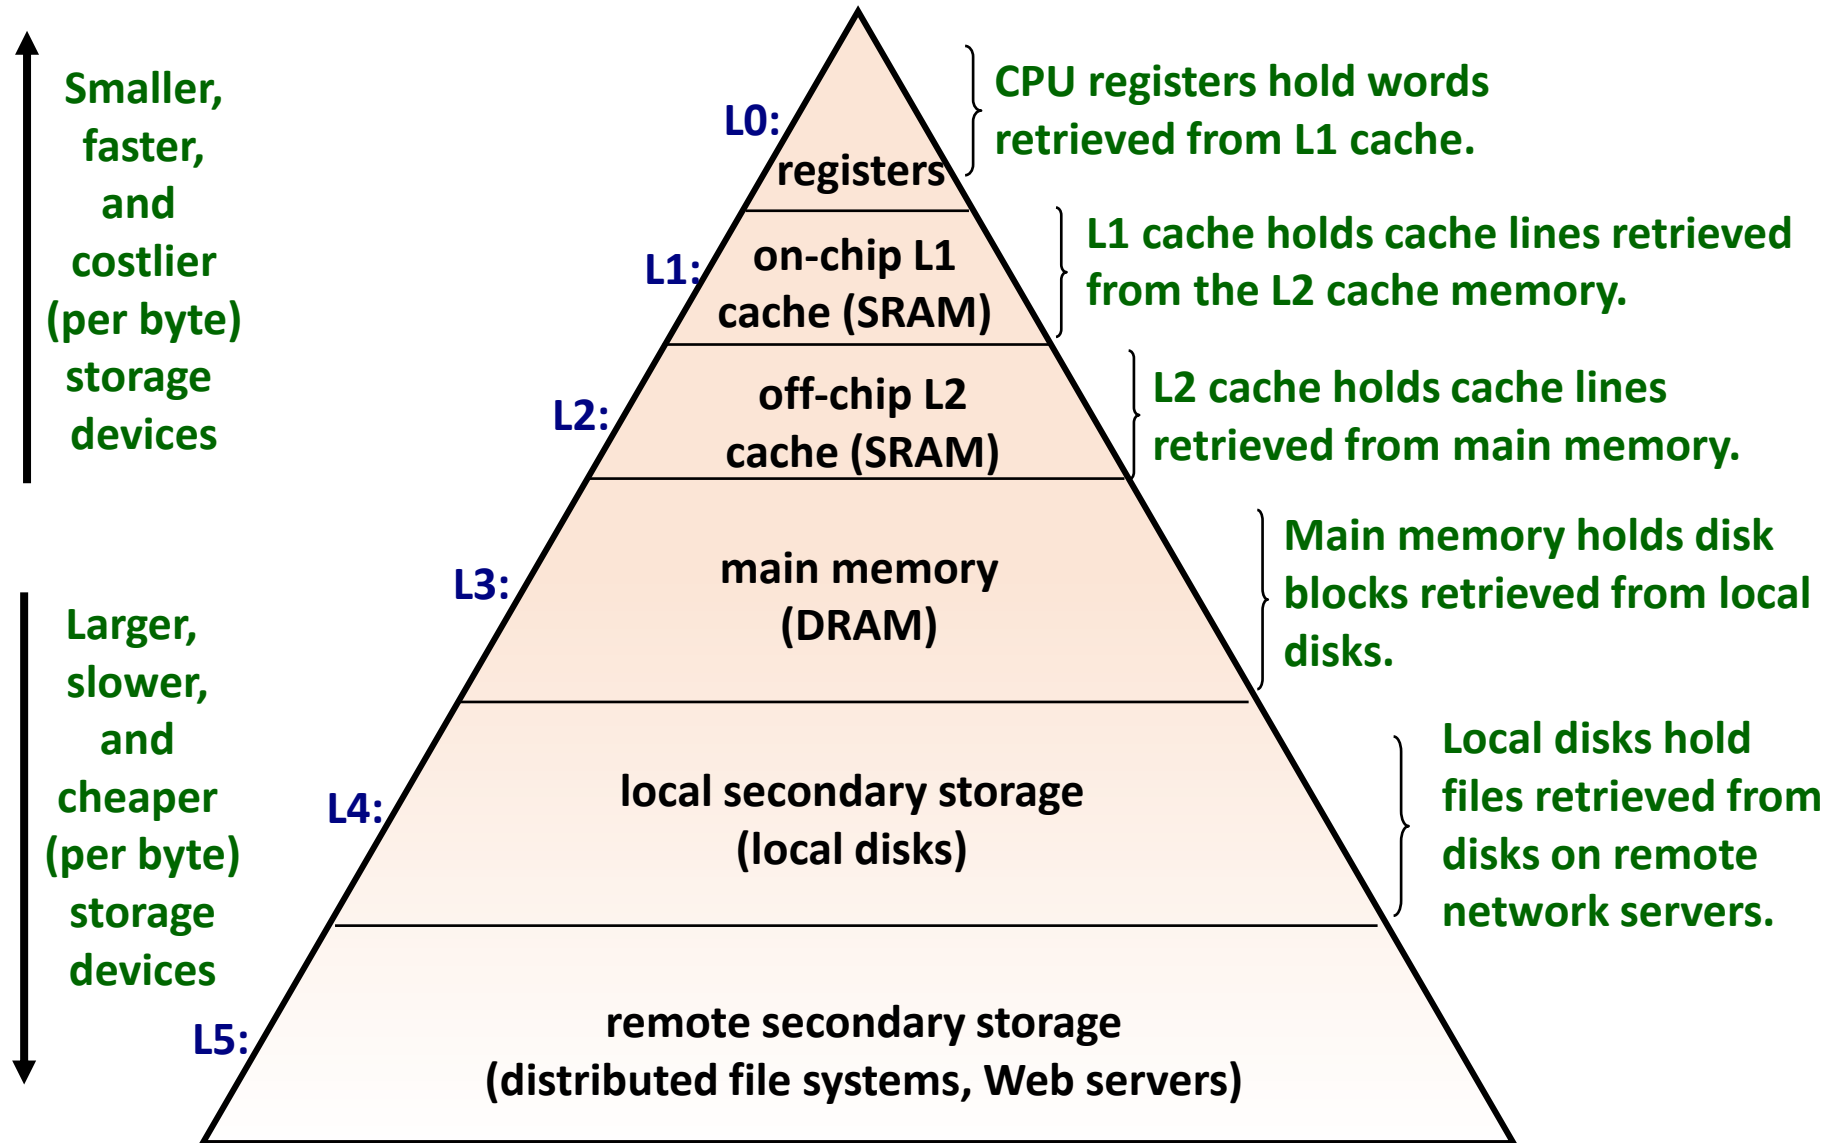 Smaller,
faster,
and
costlier
(per byte)
storage
devices
Larger,
slower,
and
cheaper
(per byte)
storage
devices
L0:
registers
CPU registers hold words
retrieved from L1 cache.
L1:
on-chip L1
cache (SRAM)
L1 cache holds cache lines retrieved
from the L2 cache memory.
L2:
off-chip L2
cache (SRAM)
L2 cache holds cache lines
retrieved from main memory.
L3:
main memory
(DRAM)
Main memory holds disk
blocks retrieved from local
disks.
L4:
local secondary storage
(local disks)
Local disks hold
files retrieved from
disks on remote
network servers.
L5:
remote secondary storage
(distributed file systems, Web servers)